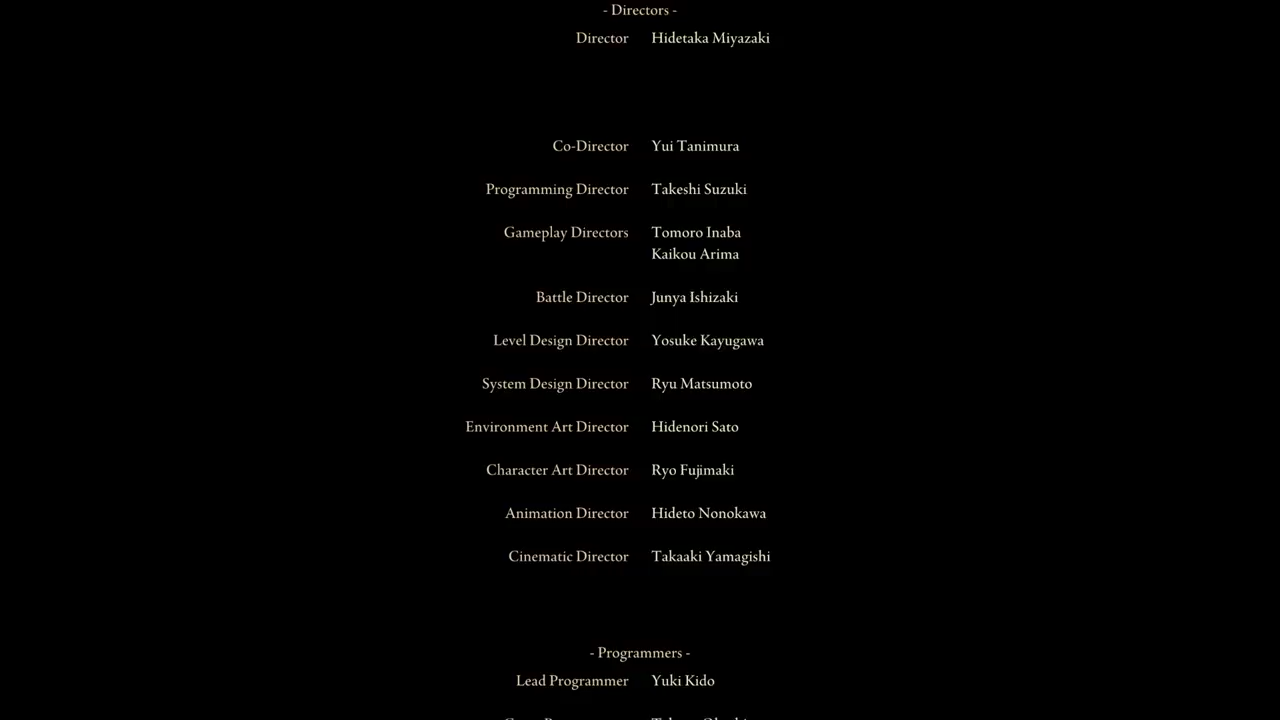 - Directors -
Director Hidetaka Miyazaki
Co-Director Yui Tanimura
Programming Director Takeshi Suzuki
Gameplay Directors Tomoro Inaba
Kaikou Arima
Battle Director Junya Ishizaki
Level Design Director Yosuke Kayugawa
System Design Director Ryu Matsumoto
Environment Art Director Hidenori Sato
Character Art Director Ryo Fujimaki
Animation Director Hideto Nonokawa
Cinematic Director Takaaki Yamagishi
- Programmers -
Lead Programmer Yuki Kido